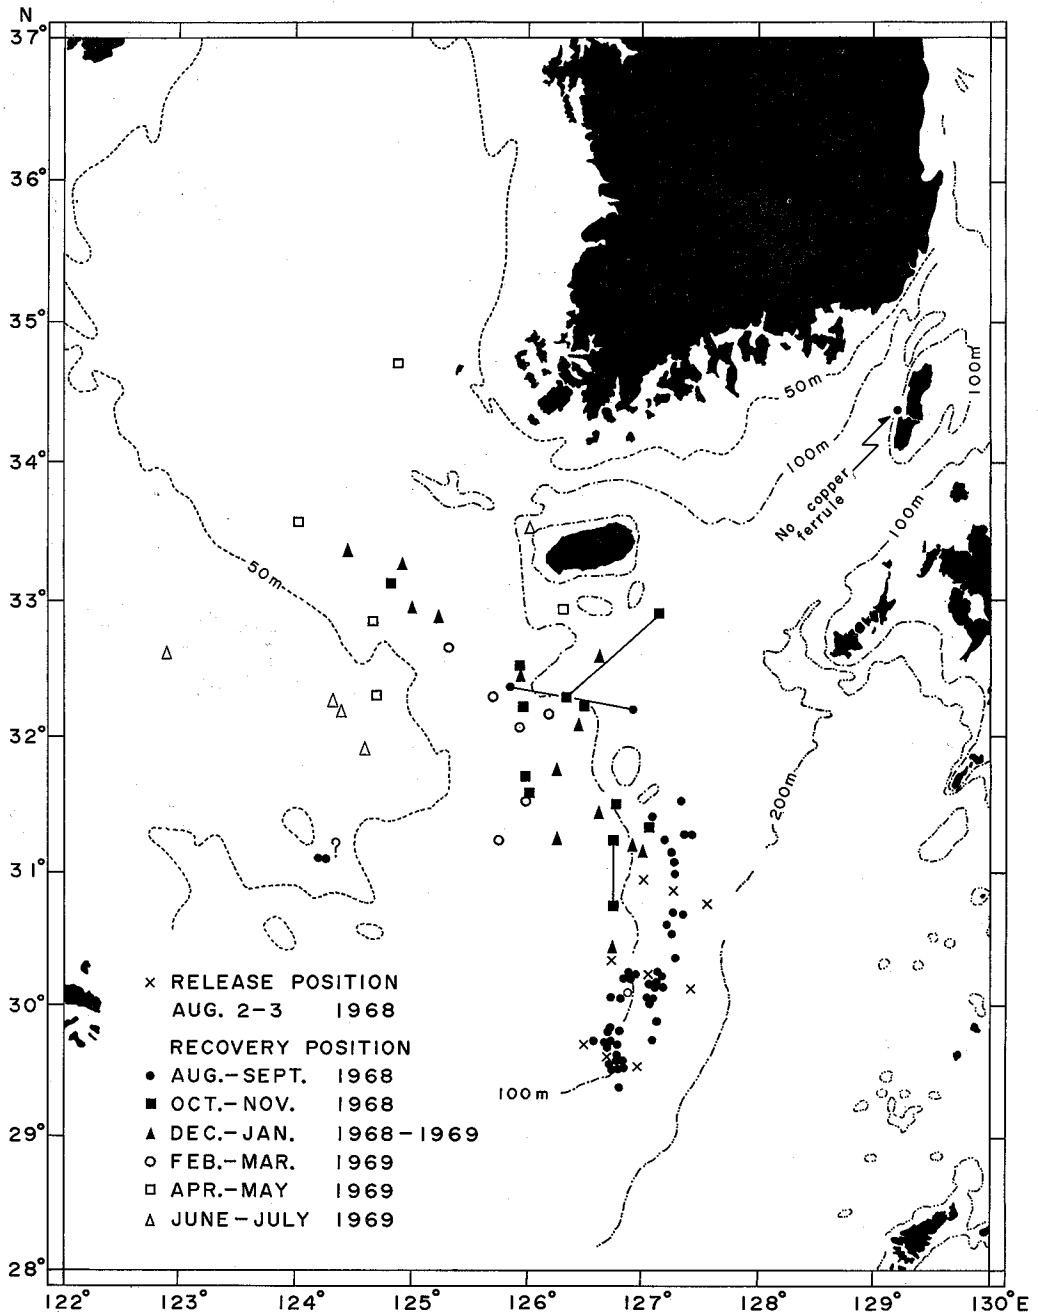 N
37°
36°
35°
34°
33°
32°
31°
30°
29°
28°
50m
100m
100m
100m
No copper
ferrule
50m
200m
100m
× RELEASE POSITION
AUG. 2-3 1968
RECOVERY POSITION
● AUG.-SEPT. 1968
■ OCT.-NOV. 1968
▲ DEC.-JAN. 1968-1969
○ FEB.-MAR. 1969
□ APR.-MAY 1969
△ JUNE-JULY 1969
122° 123° 124° 125° 126° 127° 128° 129° 130°E